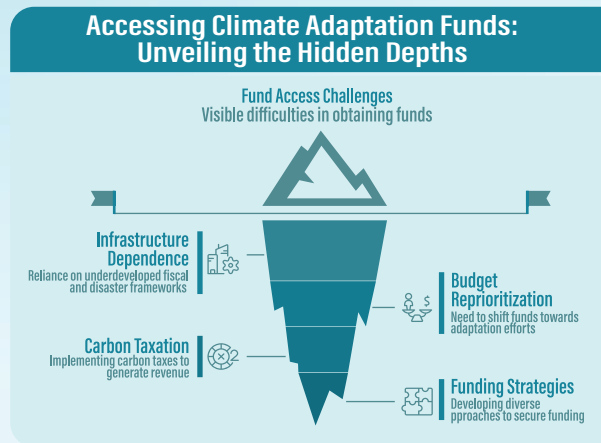 Accessing Climate Adaptation Funds:
Unveiling the Hidden Depths
Fund Access Challenges
Visible difficulties in obtaining funds
Infrastructure
Dependence
Reliance on underdeveloped fiscal
and disaster frameworks
Budget
Reprioritization
Need to shift funds towards
adaptation efforts
$
Carbon Taxation
Implementing carbon taxes to
generate revenue
2
Funding Strategies
Developing diverse
pproaches to secure funding